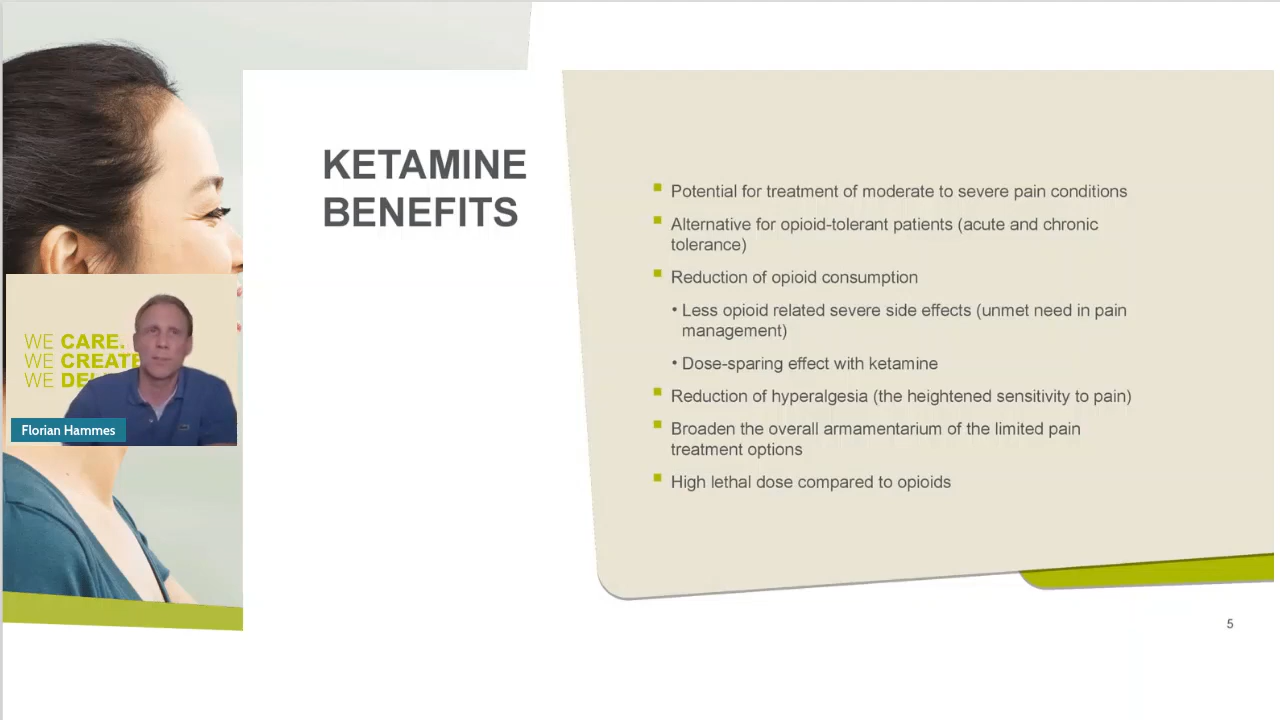 KETAMINE
BENEFITS
Potential for treatment of moderate to severe pain conditions
Alternative for opioid-tolerant patients (acute and chronic
tolerance)
Reduction of opioid consumption
• Less opioid related severe side effects (unmet need in pain
management)
• Dose-sparing effect with ketamine
Reduction of hyperalgesia (the heightened sensitivity to pain)
Broaden the overall armamentarium of the limited pain
treatment options
High lethal dose compared to opioids
WE CARE.
WE CREATE
WE DEL
Florian Hammes
5